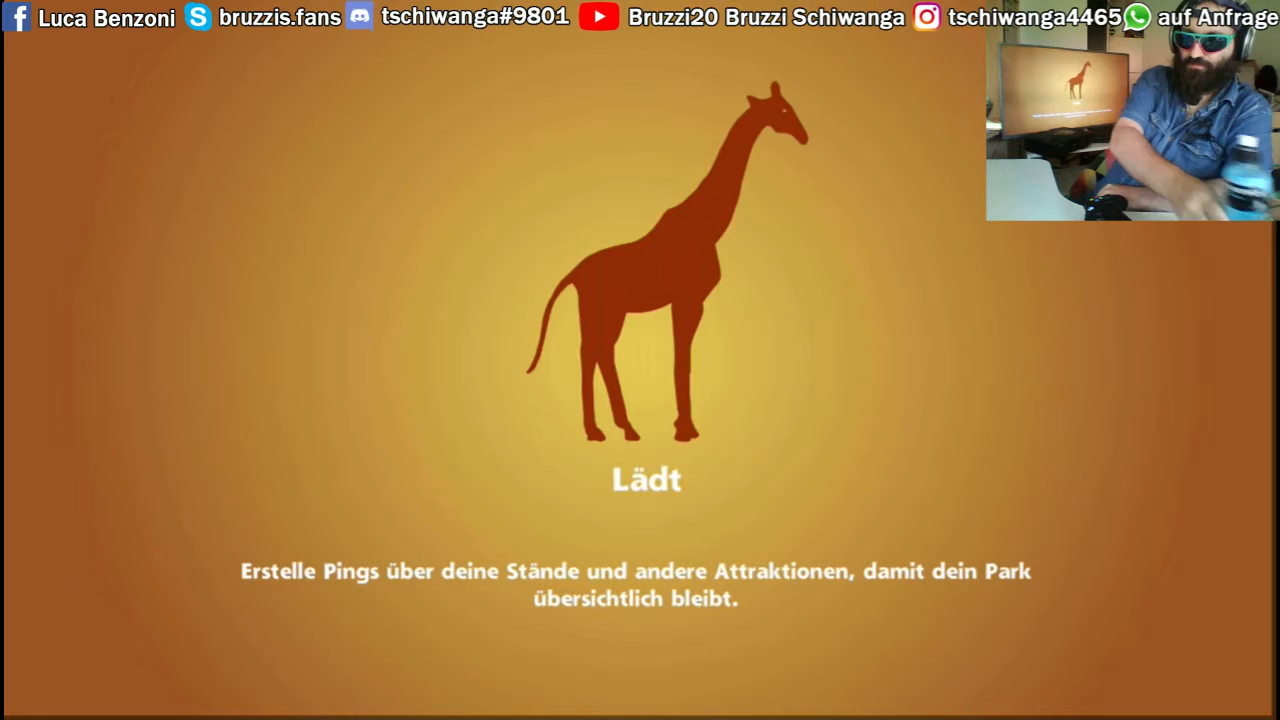 Luca Benzoni bruzzis.fans tschiwanga#9801 Bruzzi20 Bruzzi Schiwanga tschiwanga4465 auf Anfrage
Lädt
Erstelle Pings über deine Stände und andere Attraktionen, damit dein Park
übersichtlich bleibt.